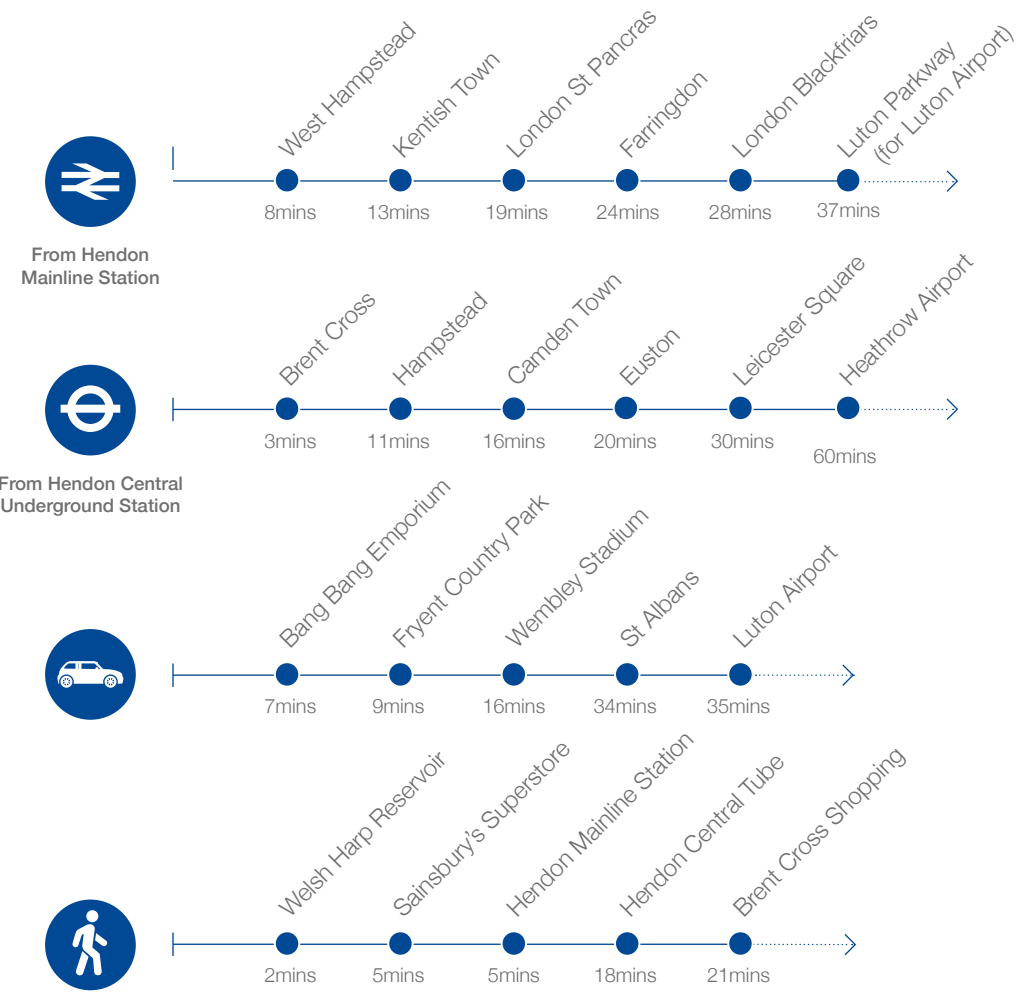 West Hampstead
Kentish Town
London St Pancras
Farringdon
London Blackfriars
Luton Parkway
(for Luton Airport)
8mins
13mins
19mins
24mins
28mins
37mins
From Hendon
Mainline Station
Brent Cross
Hampstead
Camden Town
Euston
Leicester Square
Heathrow Airport
3mins
11mins
16mins
20mins
30mins
60mins
From Hendon Central
Underground Station
Bang Bang Emporium
Fryent Country Park
Wembley Stadium
St Albans
Luton Airport
7mins
9mins
16mins
34mins
35mins
Welsh Harp Reservoir
Sainsbury's Superstore
Hendon Mainline Station
Hendon Central Tube
Brent Cross Shopping
2mins
5mins
5mins
18mins
21mins